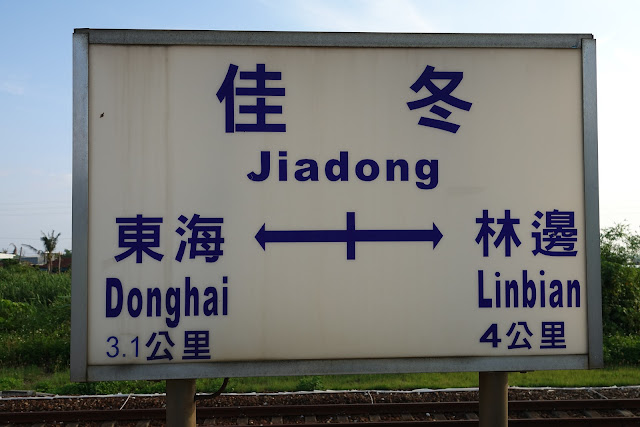 佳冬
Jiadong
東海 林邊
Donghai Linbian
3.1公里 4公里